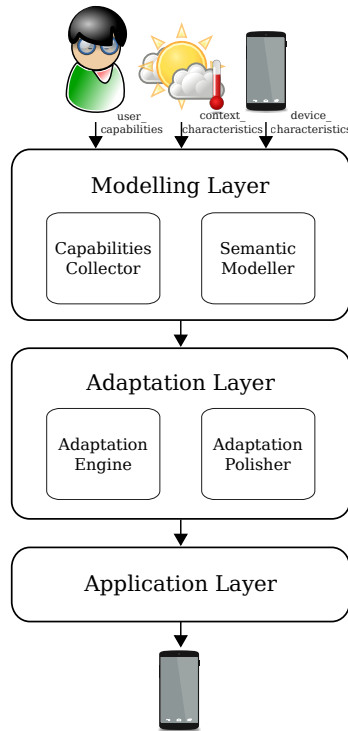 user_
capabilities
context_
characteristics
device_
characteristics
Modelling Layer
Capabilities
Collector
Semantic
Modeller
Adaptation Layer
Adaptation
Engine
Adaptation
Polisher
Application Layer